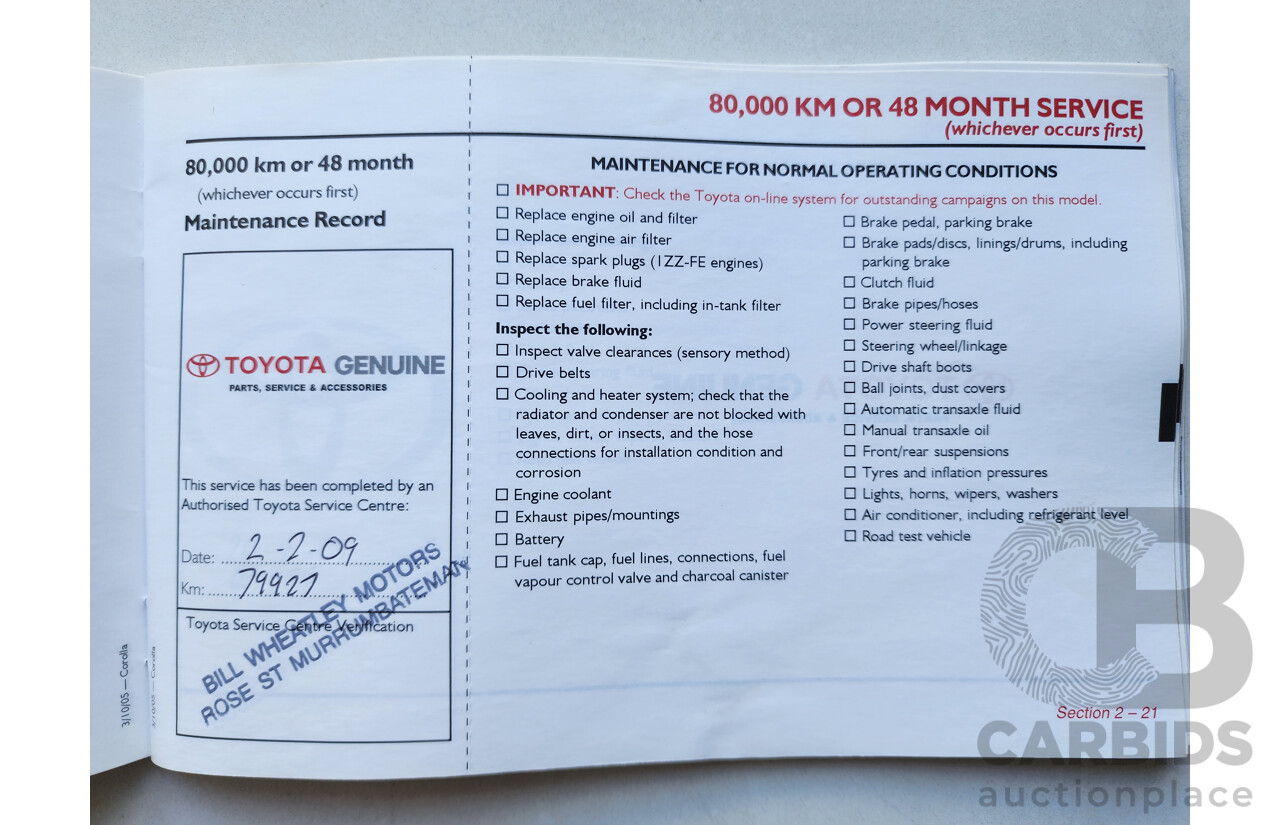 80,000 km or 48 month
(whichever occurs first)
Maintenance Record
TOYOTA GENUINE
PARTS, SERVICE & ACCESSORIES
This service has been completed by an
Authorised Toyota Service Centre:
Date: 2-2-09
Km: 79927
Toyota Service Centre Verification
BILL WHEATLEY MOTORS
ROSE ST MURRUMBATEMAN
3/10/05 — Corolla
80,000 KM OR 48 MONTH SERVICE
(whichever occurs first)
MAINTENANCE FOR NORMAL OPERATING CONDITIONS
☐ IMPORTANT: Check the Toyota on-line system for outstanding campaigns on this model.
☐ Replace engine oil and filter
☐ Replace engine air filter
☐ Replace spark plugs (1ZZ-FE engines)
☐ Replace brake fluid
☐ Replace fuel filter, including in-tank filter
Inspect the following:
☐ Inspect valve clearances (sensory method)
☐ Drive belts
☐ Cooling and heater system; check that the
radiator and condenser are not blocked with
leaves, dirt, or insects, and the hose
connections for installation condition and
corrosion
☐ Engine coolant
☐ Exhaust pipes/mountings
☐ Battery
☐ Fuel tank cap, fuel lines, connections, fuel
vapour control valve and charcoal canister
☐ Brake pedal, parking brake
☐ Brake pads/discs, linings/drums, including
parking brake
☐ Clutch fluid
☐ Brake pipes/hoses
☐ Power steering fluid
☐ Steering wheel/linkage
☐ Drive shaft boots
☐ Ball joints, dust covers
☐ Automatic transaxle fluid
☐ Manual transaxle oil
☐ Front/rear suspensions
☐ Tyres and inflation pressures
☐ Lights, horns, wipers, washers
☐ Air conditioner, including refrigerant level
☐ Road test vehicle
Section 2 – 21
CB
CARBIDS
auctionplace